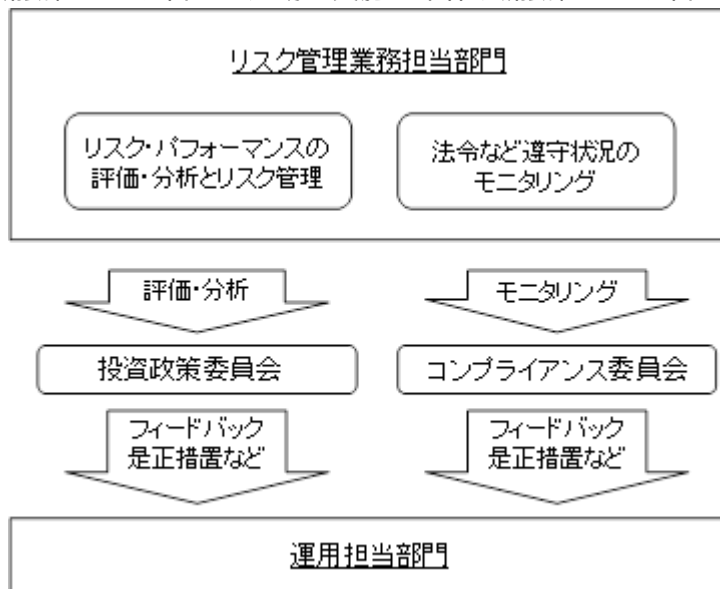 リスク管理業務担当部門
リスク・パフォーマンスの
評価・分析とリスク管理
法令など遵守状況の
モニタリング
評価・分析
モニタリング
投資政策委員会
コンプライアンス委員会
フィードバック
是正措置など
フィードバック
是正措置など
運用担当部門